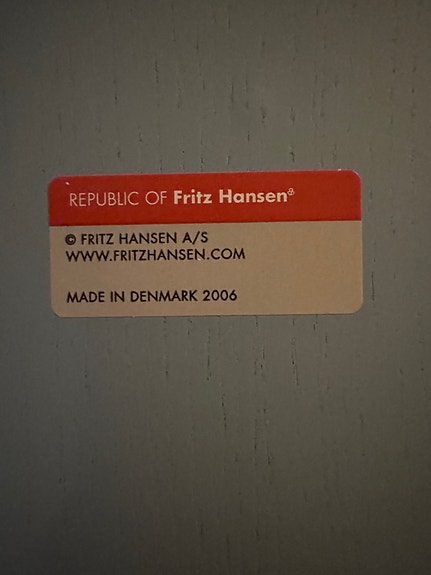 REPUBLIC OF Fritz Hansen®
© FRITZ HANSEN A/S
WWW.FRITZHANSEN.COM
MADE IN DENMARK 2006